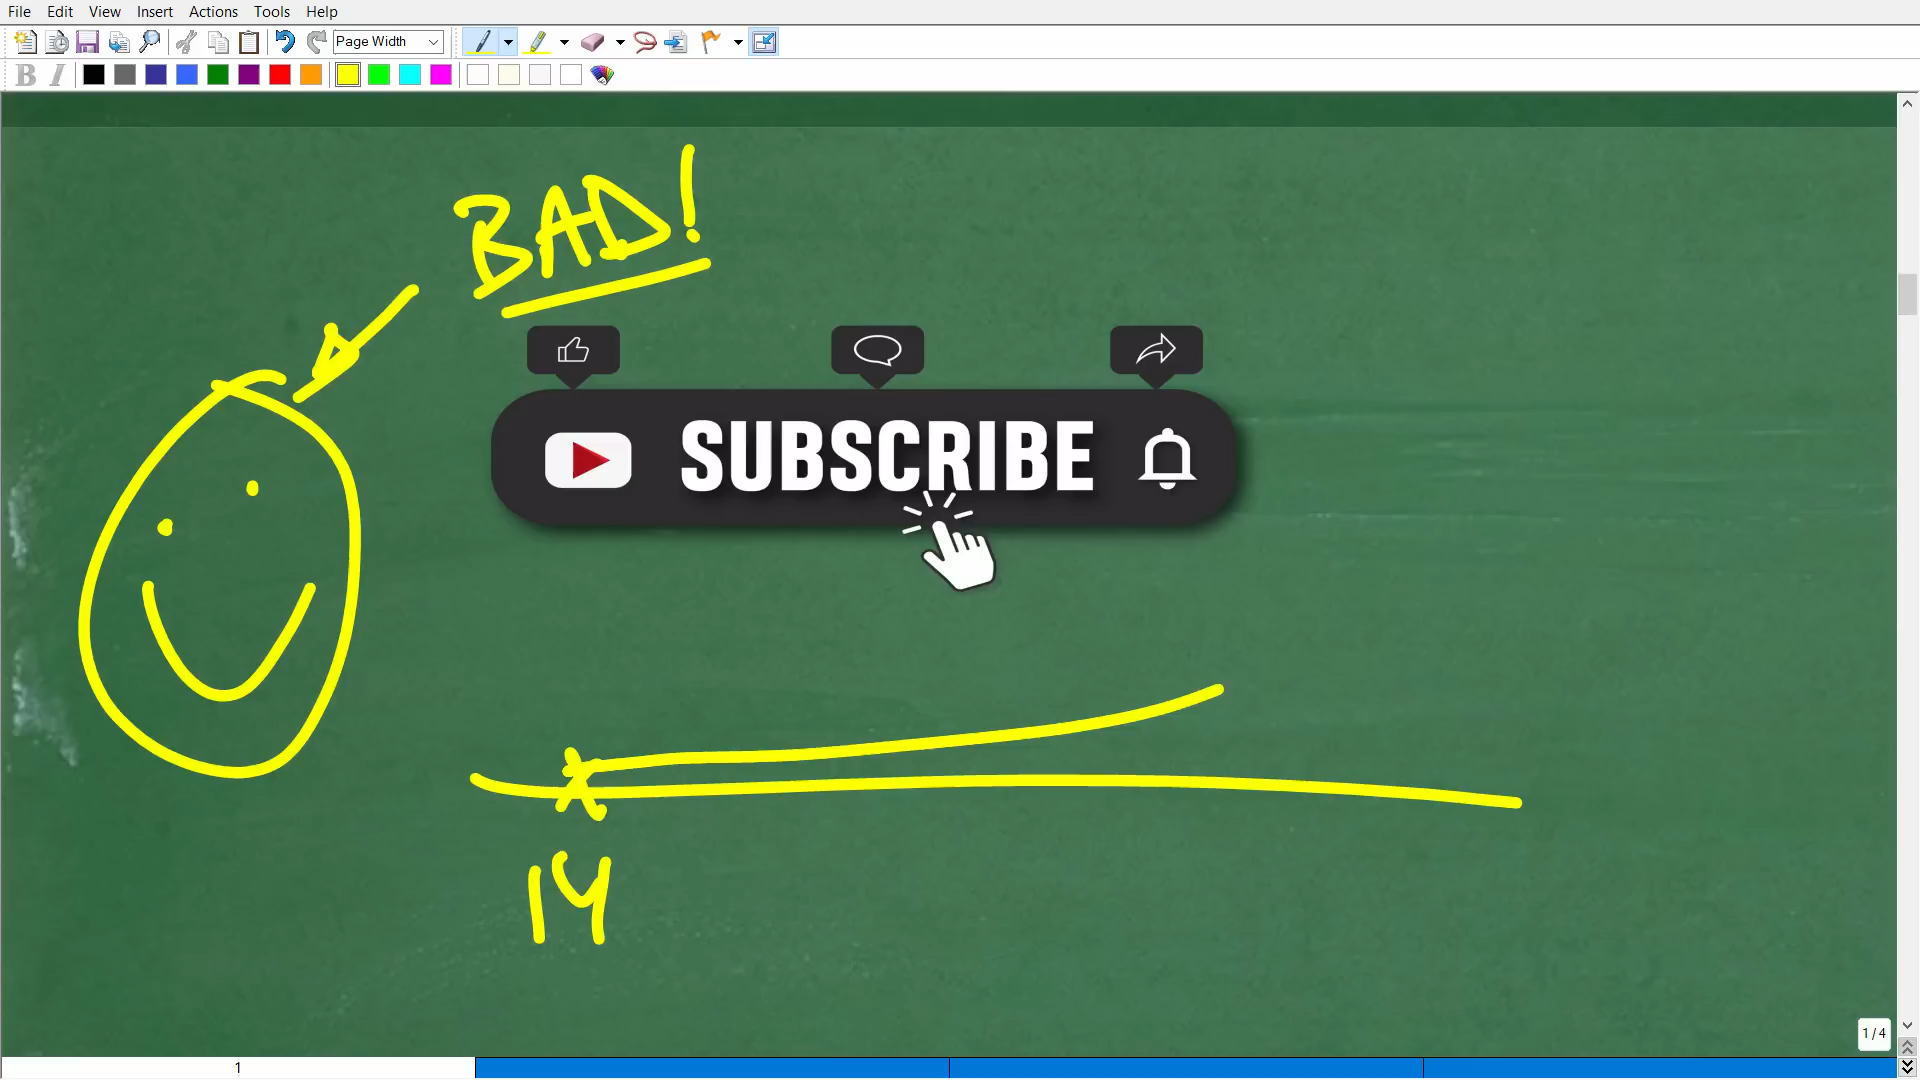 File Edit View Insert Actions Tools Help
Page Width
B I
BAD!
SUBSCRIBE
14
1 / 4
1